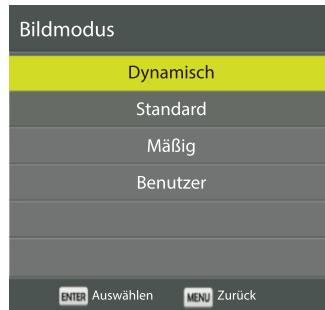 Bildmodus
Dynamisch
Standard
Mäßig
Benutzer
ENTER Auswählen MENU Zurück